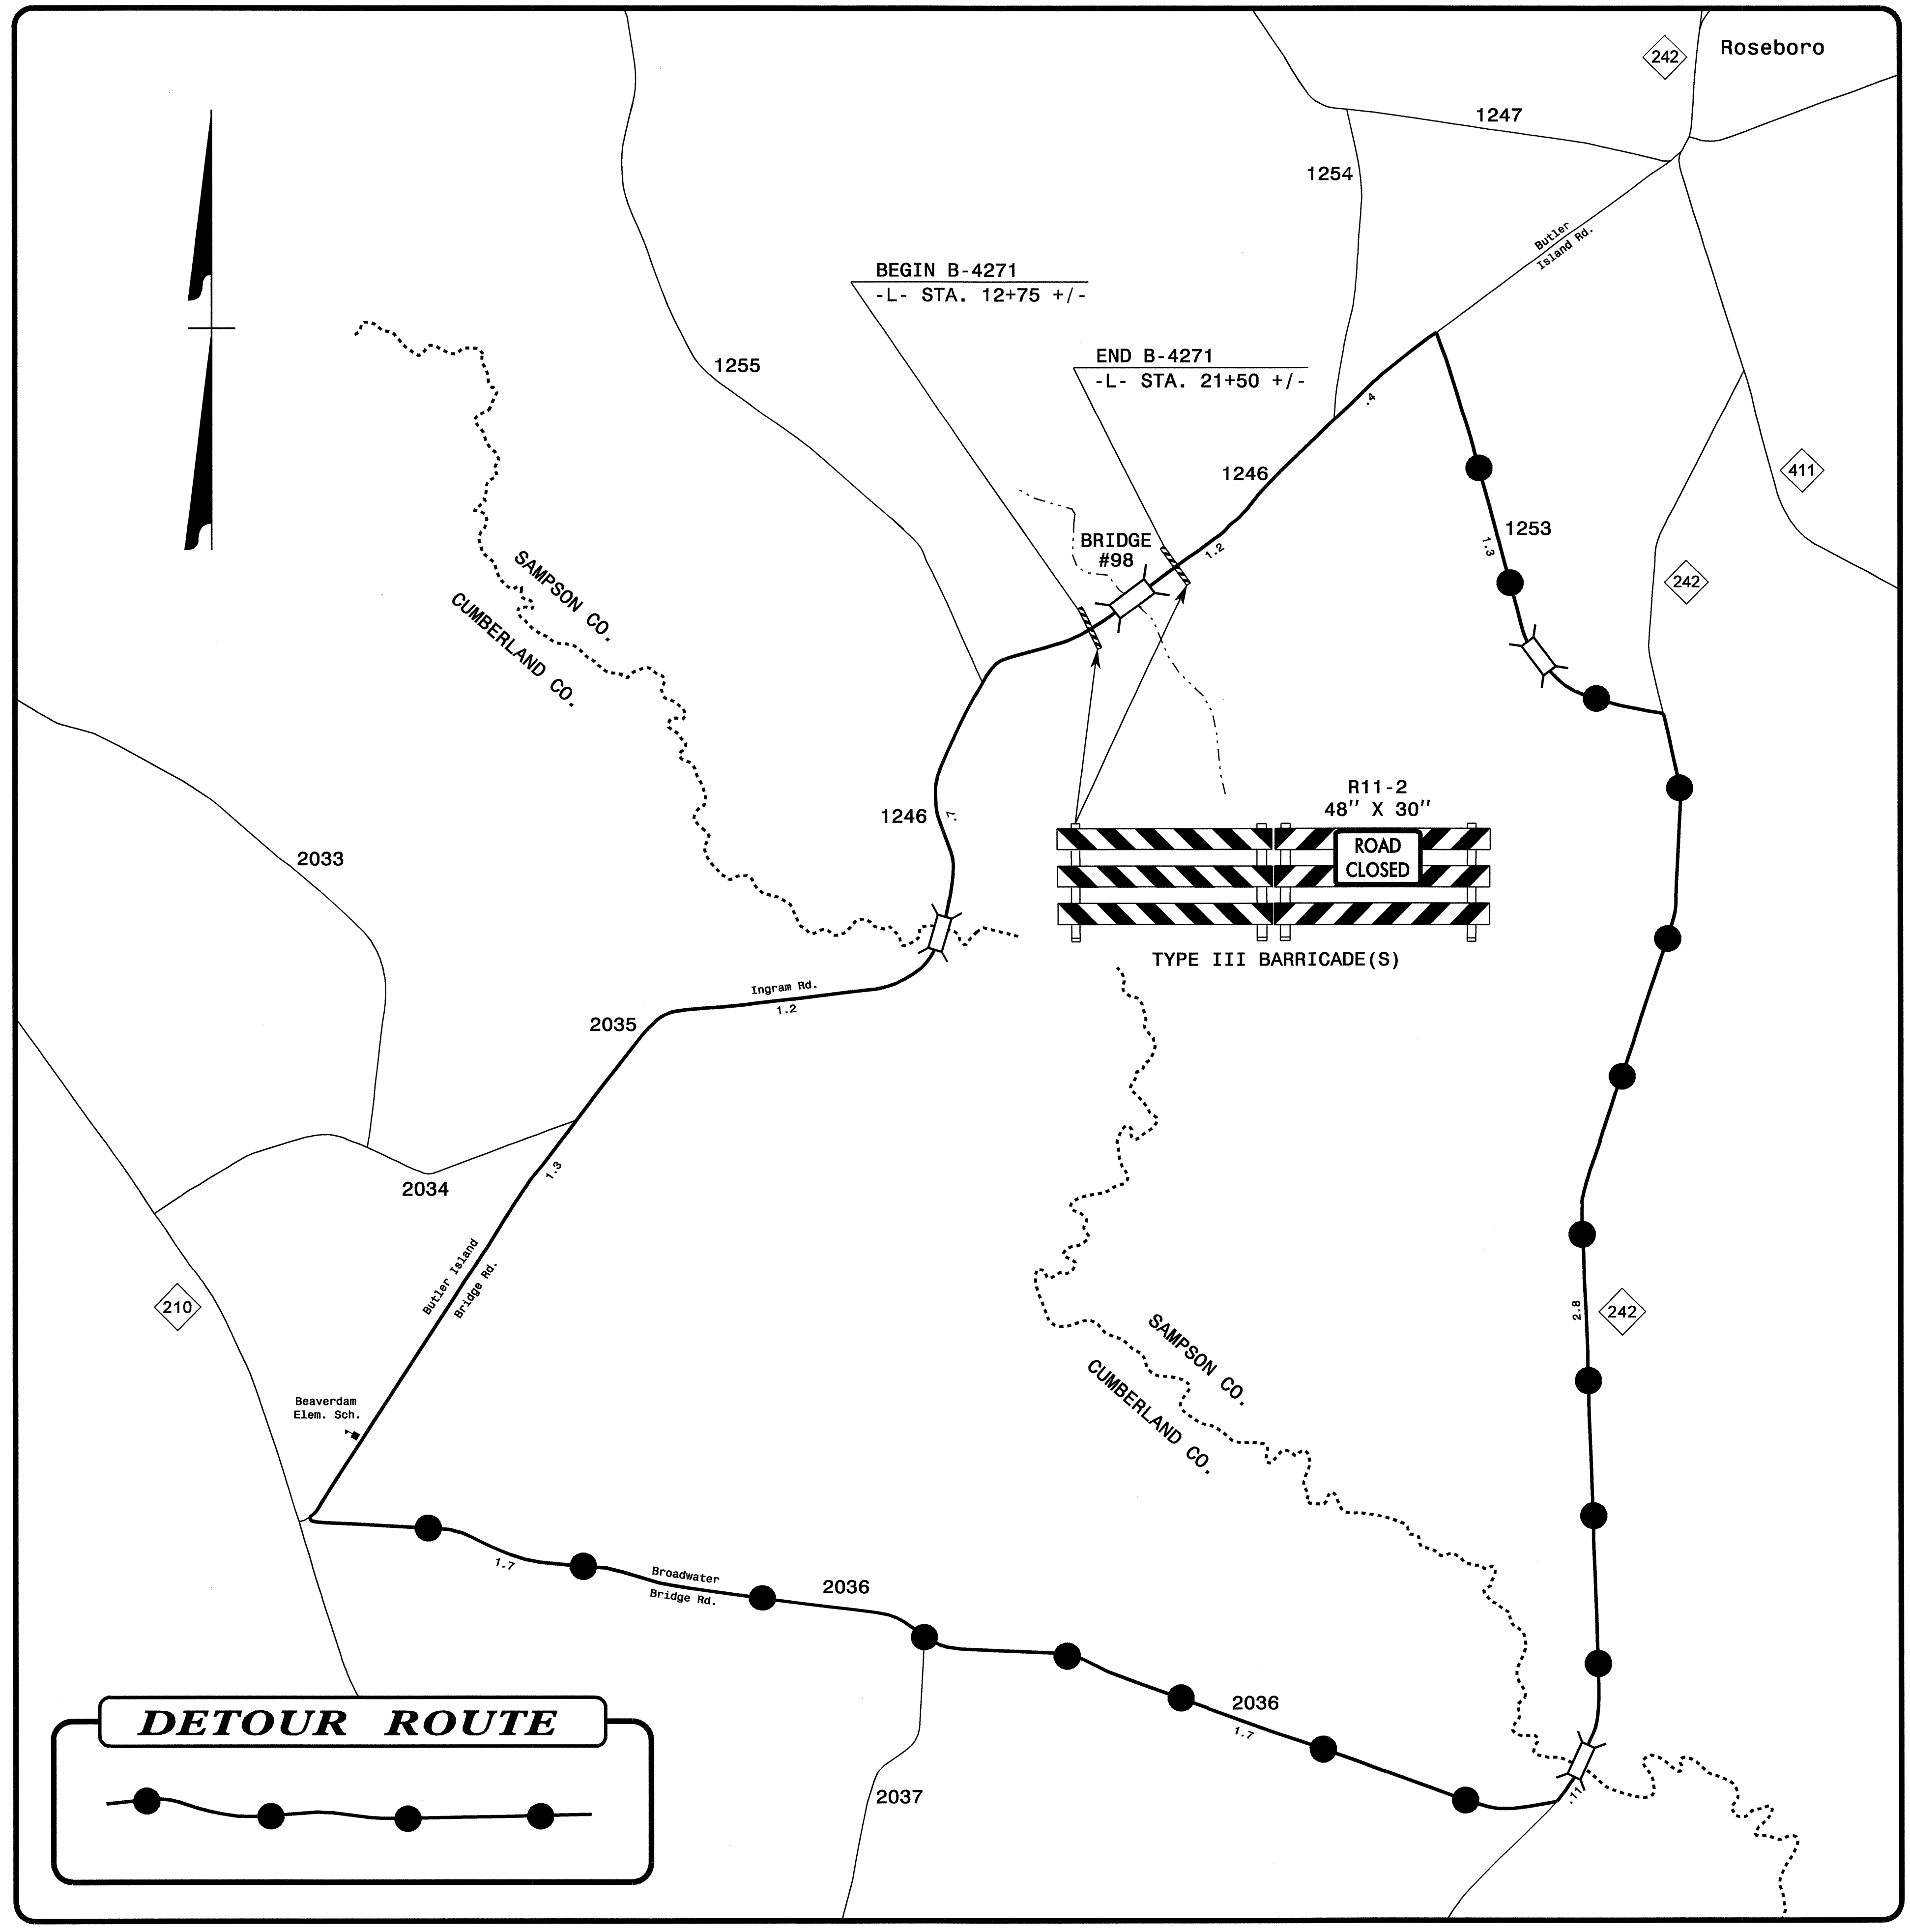 Roseboro
242
1247
1254
Butler
Island Rd.
BEGIN B-4271
-L- STA. 12+75 +/-
END B-4271
-L- STA. 21+50 +/-
1255
.4
411
1246
1253
1.3
BRIDGE
#98
1.2
242
SAMPSON CO.
CUMBERLAND CO.
R11-2
48" X 30"
ROAD
CLOSED
TYPE III BARRICADE(S)
1246
.7
2033
Ingram Rd.
1.2
2035
2034
1.3
Butler Island
Bridge Rd.
210
242
2.8
SAMPSON CO.
CUMBERLAND CO.
Beaverdam
Elem. Sch.
1.7
Broadwater
Bridge Rd.
2036
2036
1.7
2037
.11
DETOUR ROUTE